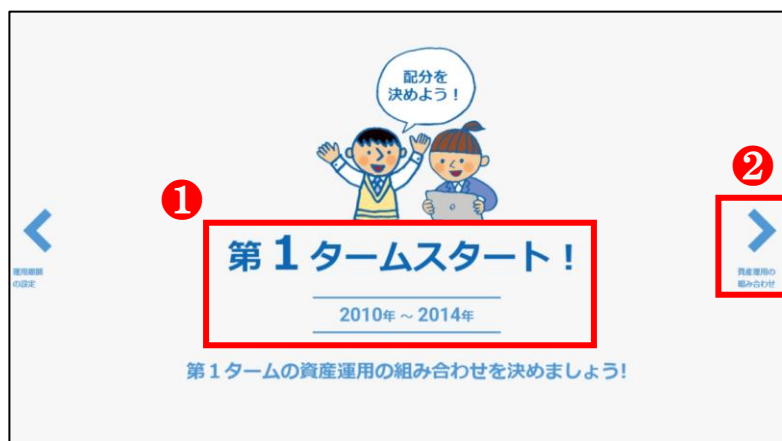 配分を
決めよう！
❶
❷
第1タームスタート！
運用期間
の設定
資産運用の
組み合わせ
2010年～2014年
第1タームの資産運用の組み合わせを決めましょう!